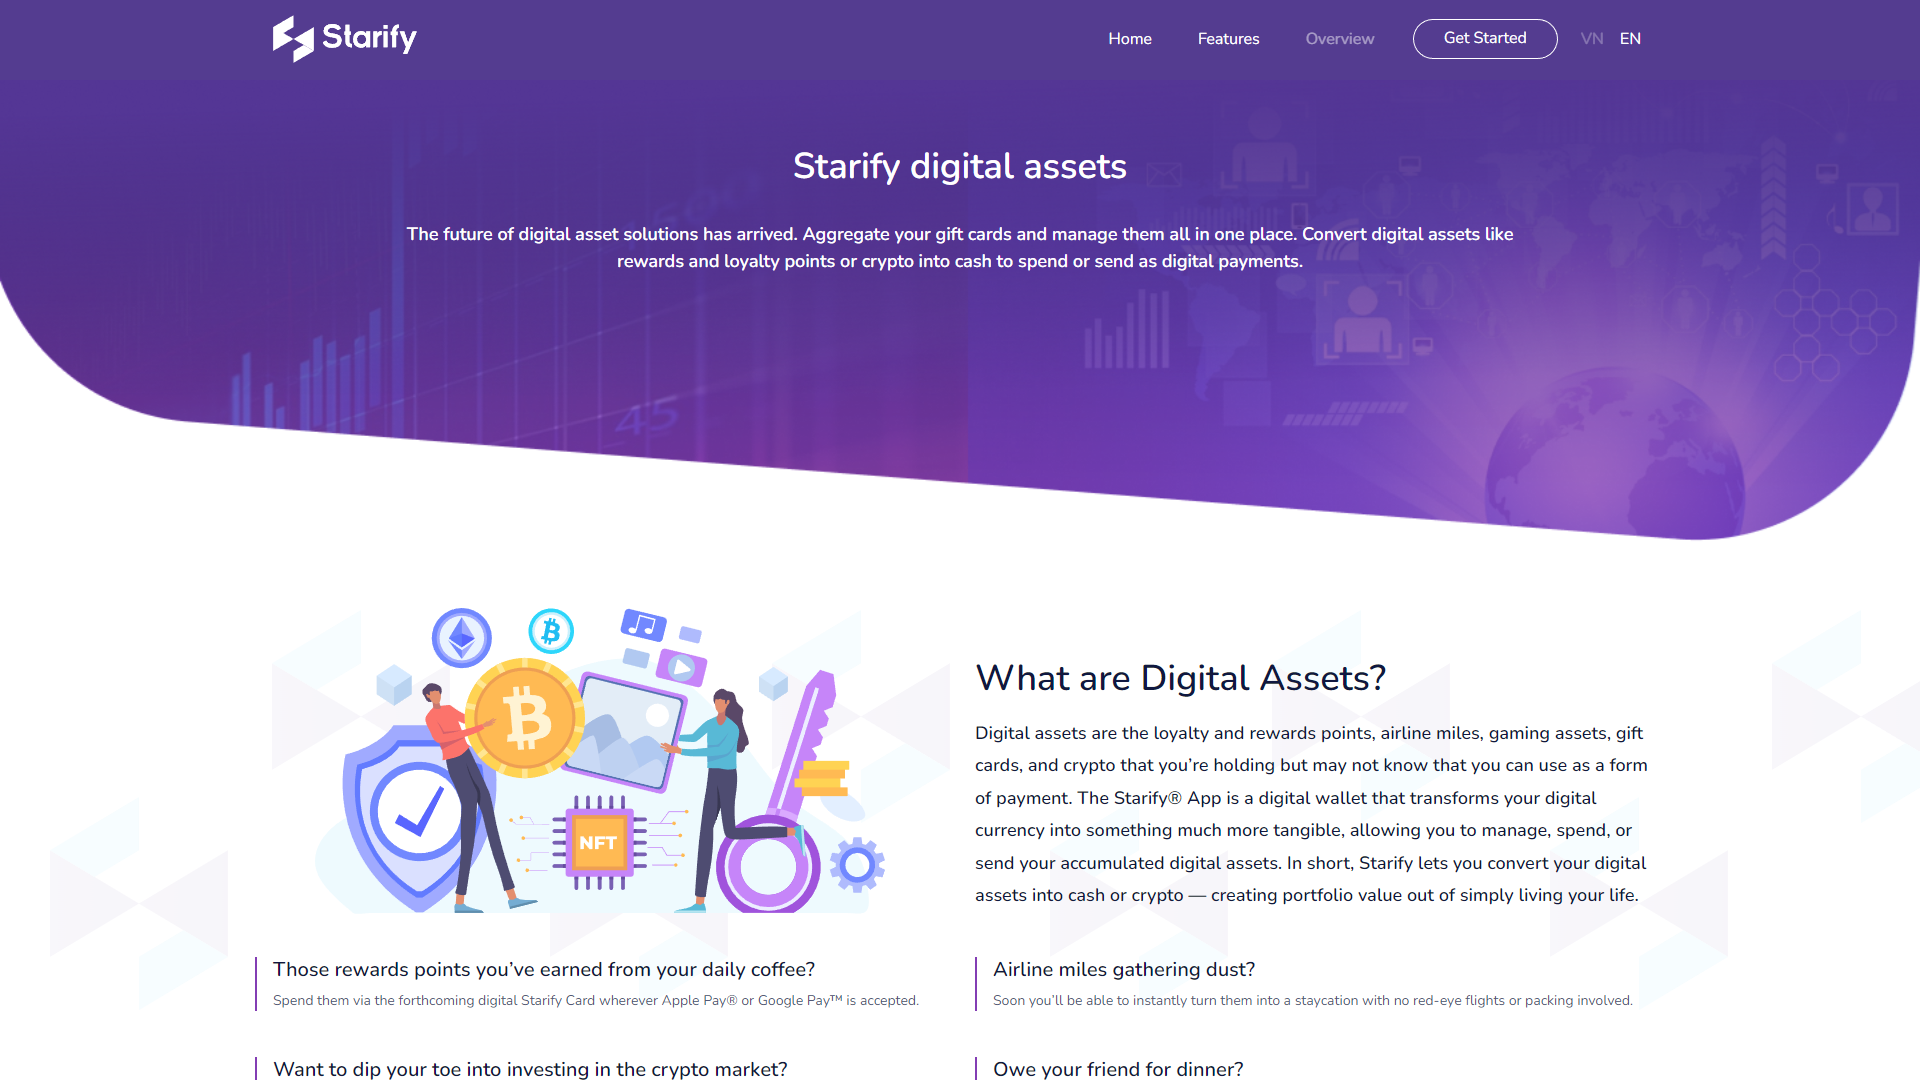 Starify
Home
Features
Overview
Get Started
VN
EN
Starify digital assets
The future of digital asset solutions has arrived. Aggregate your gift cards and manage them all in one place. Convert digital assets like
rewards and loyalty points or crypto into cash to spend or send as digital payments.
45
NFT
What are Digital Assets?
Digital assets are the loyalty and rewards points, airline miles, gaming assets, gift
cards, and crypto that you’re holding but may not know that you can use as a form
of payment. The Starify® App is a digital wallet that transforms your digital
currency into something much more tangible, allowing you to manage, spend, or
send your accumulated digital assets. In short, Starify lets you convert your digital
assets into cash or crypto — creating portfolio value out of simply living your life.
Those rewards points you’ve earned from your daily coffee?
Spend them via the forthcoming digital Starify Card wherever Apple Pay® or Google Pay™ is accepted.
Airline miles gathering dust?
Soon you’ll be able to instantly turn them into a staycation with no red-eye flights or packing involved.
Want to dip your toe into investing in the crypto market?
Owe your friend for dinner?